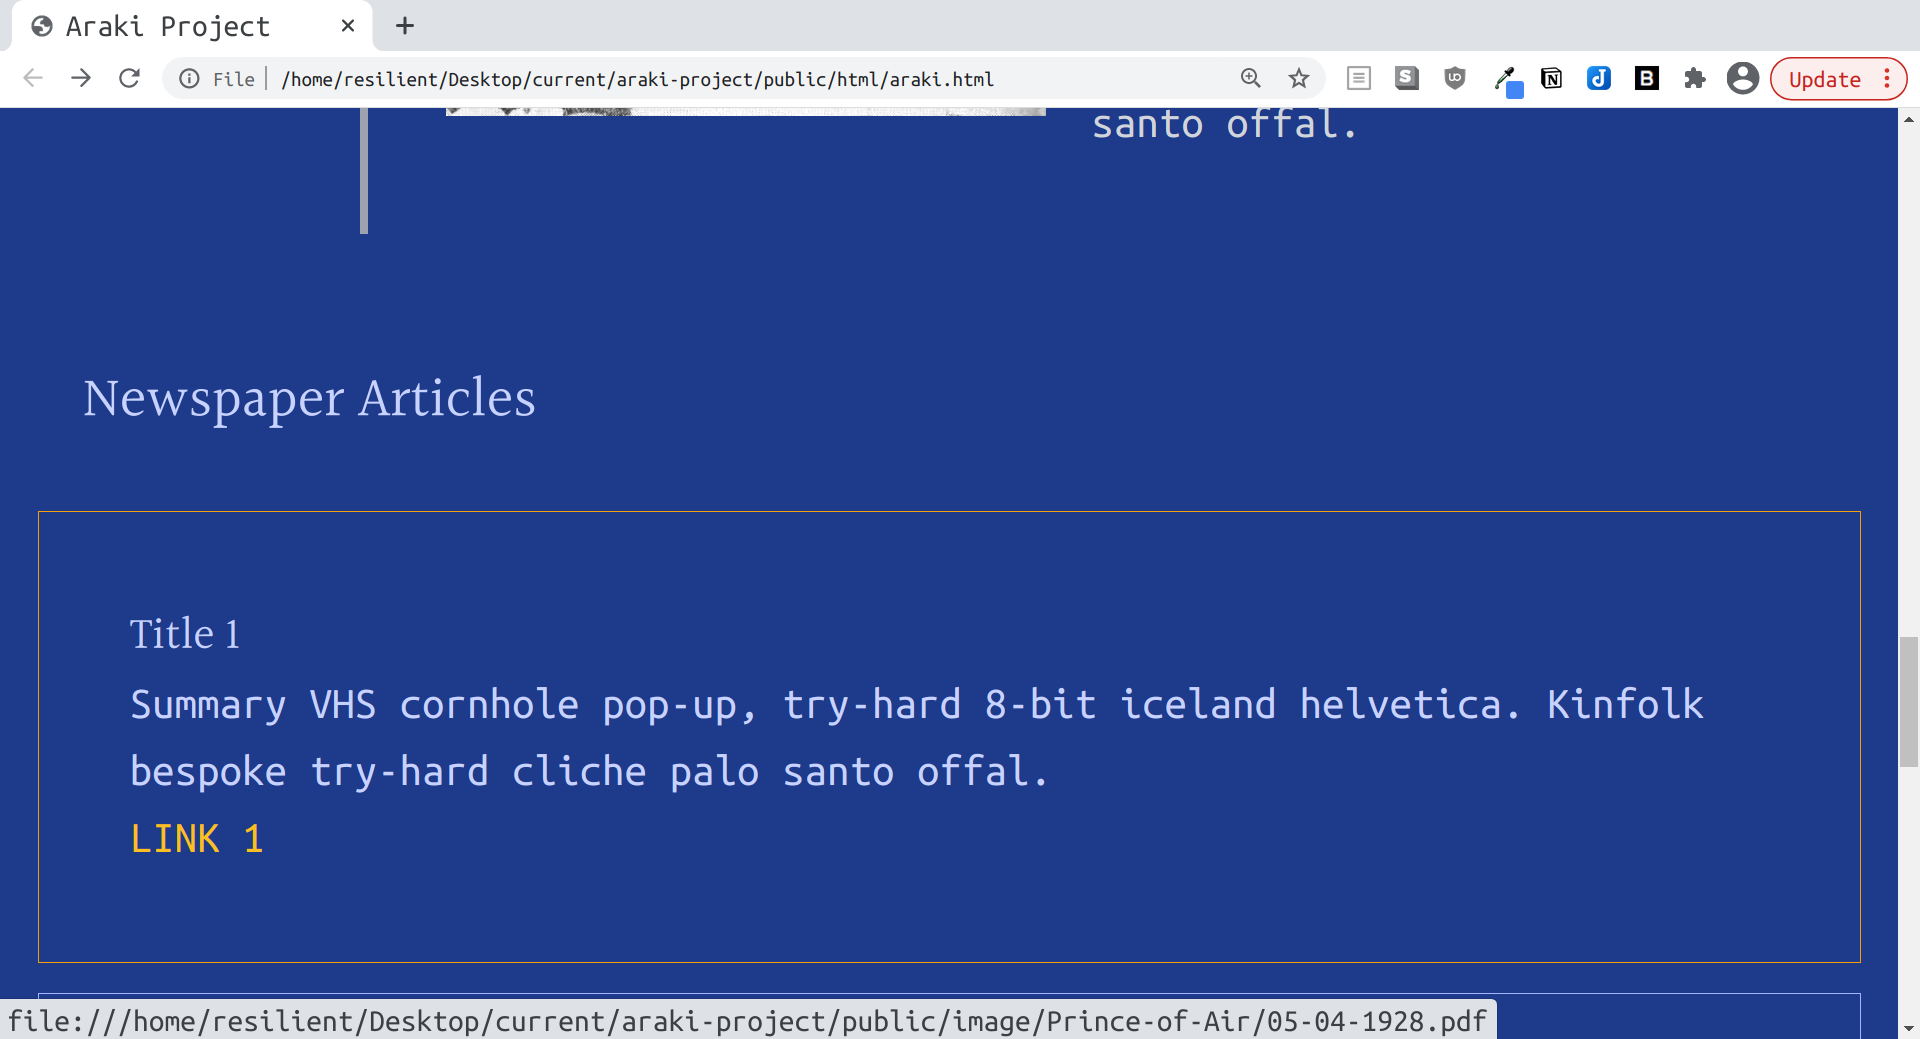 Araki Project
File
/home/resilient/Desktop/current/araki-project/public/html/araki.html
S
UO
N
J
B
Update
santo offal.
Newspaper Articles
Title 1
Summary VHS cornhole pop-up, try-hard 8-bit iceland helvetica. Kinfolk
bespoke try-hard cliche palo santo offal.
LINK 1
file:///home/resilient/Desktop/current/araki-project/public/image/Prince-of-Air/05-04-1928.pdf